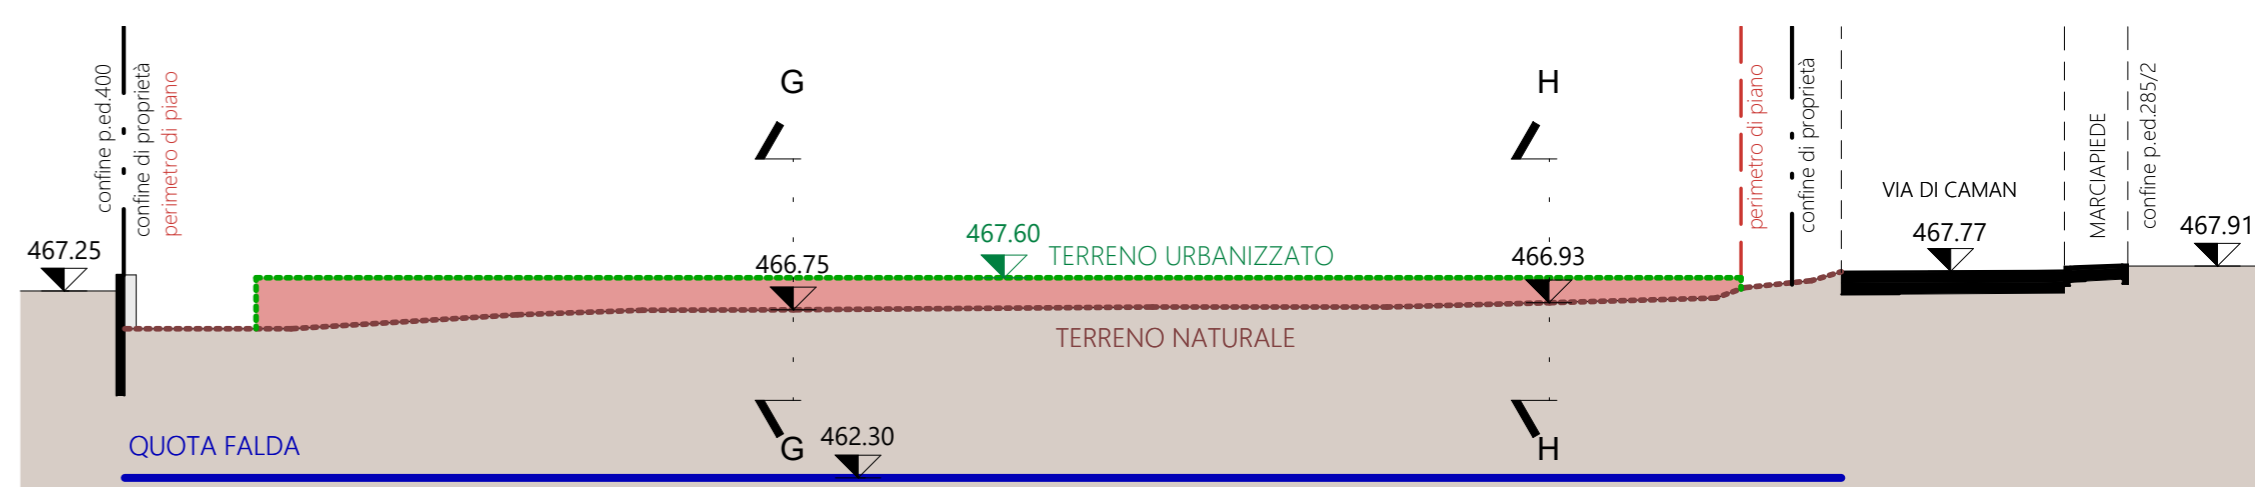 confine p.ed.400
confine di proprietà
perimetro di piano
G
H
perimetro di piano
confine di proprietà
MARCIAPIEDE
confine p.ed.285/2
VIA DI CAMAN
467.25
467.60
TERRENO URBANIZZATO
466.75
466.93
467.77
467.91
TERRENO NATURALE
QUOTA FALDA
G
462.30
H